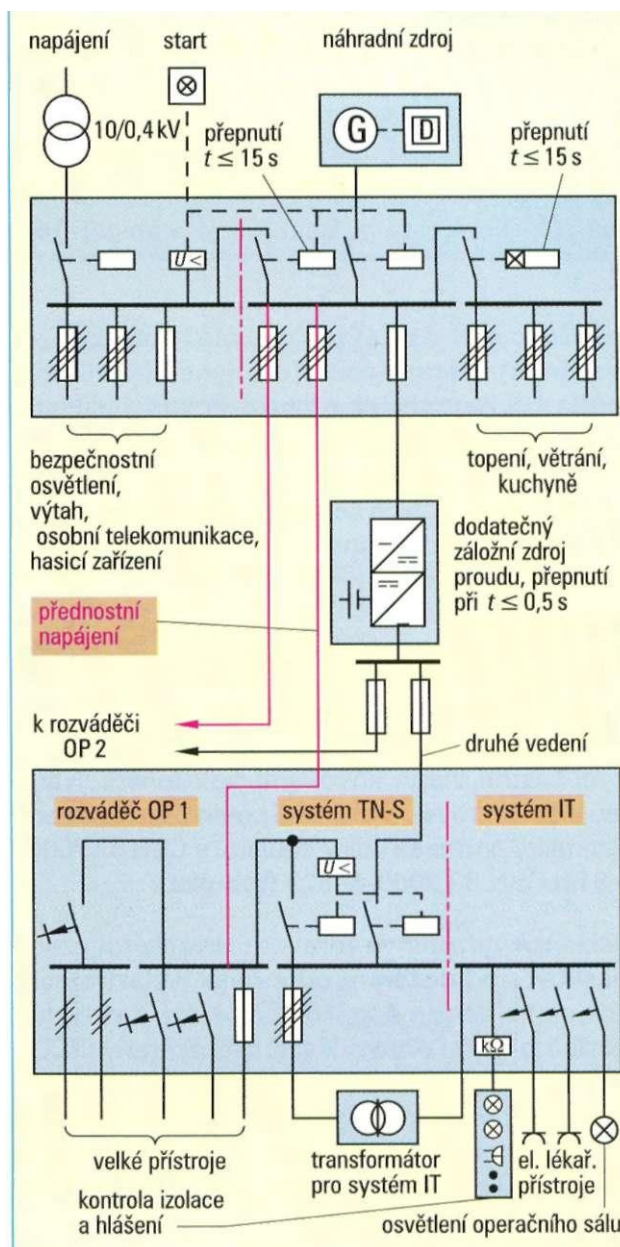 napájení
start
náhradní zdroj
10/0,4 kV
G
D
přepnutí
t ≤ 15 s
přepnutí
t ≤ 15 s
U<
bezpečnostní
osvětlení,
výtah,
osobní telekomunikace,
hasicí zařízení
topení, větrání,
kuchyně
dodatečný
záložní zdroj
proudu, přepnutí
při t ≤ 0,5 s
přednostní
napájení
k rozváděči
OP 2
druhé vedení
rozváděč OP 1
systém TN-S
systém IT
U<
kΩ
velké přístroje
transformátor
pro systém IT
el. lékař.
přístroje
kontrola izolace
a hlášení
osvětlení operačního sálu